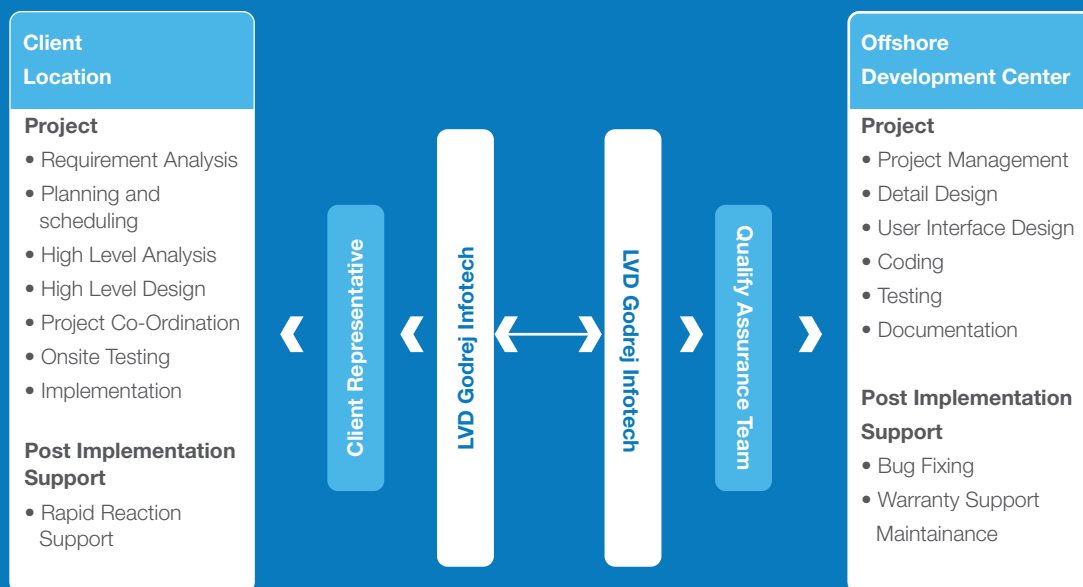 Client
Location
Project
• Requirement Analysis
• Planning and
scheduling
• High Level Analysis
• High Level Design
• Project Co-Ordination
• Onsite Testing
• Implementation
Post Implementation
Support
• Rapid Reaction
Support
Client Representative
LVD Godrej Infotech
LVD Godrej Infotech
Qualify Assurance Team
Offshore
Development Center
Project
• Project Management
• Detail Design
• User Interface Design
• Coding
• Testing
• Documentation
Post Implementation
Support
• Bug Fixing
• Warranty Support
Maintainance